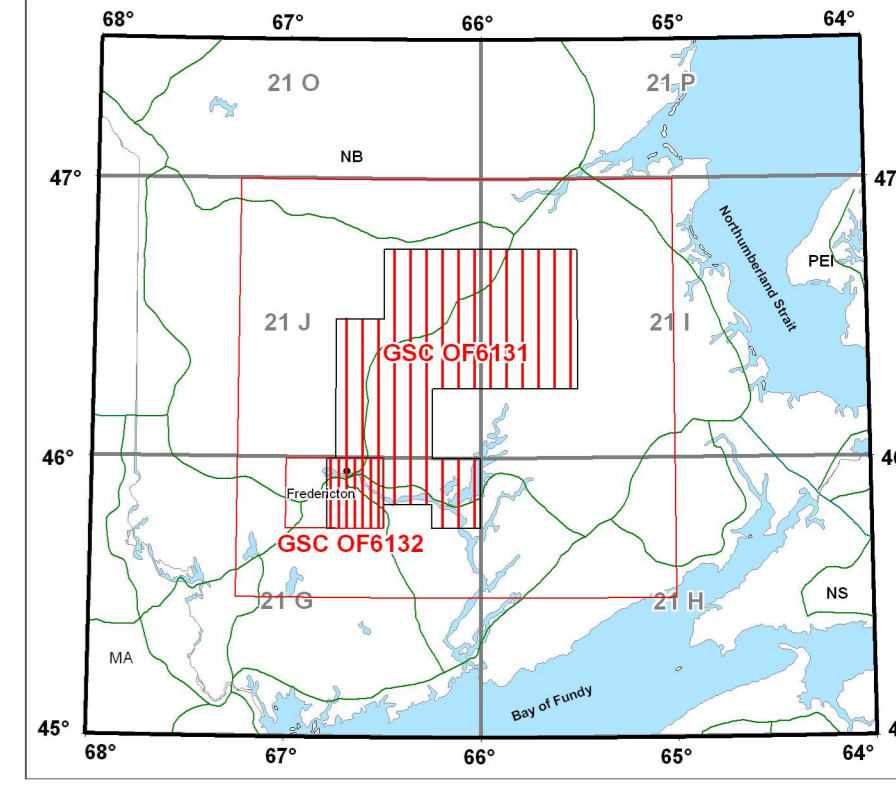 68° 67° 66° 65° 64°
21 O 21 P
NB
47° 47
Northumberland Strait
PEI
21 J 21 I
GSC OF6131
46° 46
Fredericton
GSC OF6132
21 G 21 H
NS
MA
Bay of Fundy
45° 4
68° 67° 66° 65° 64°